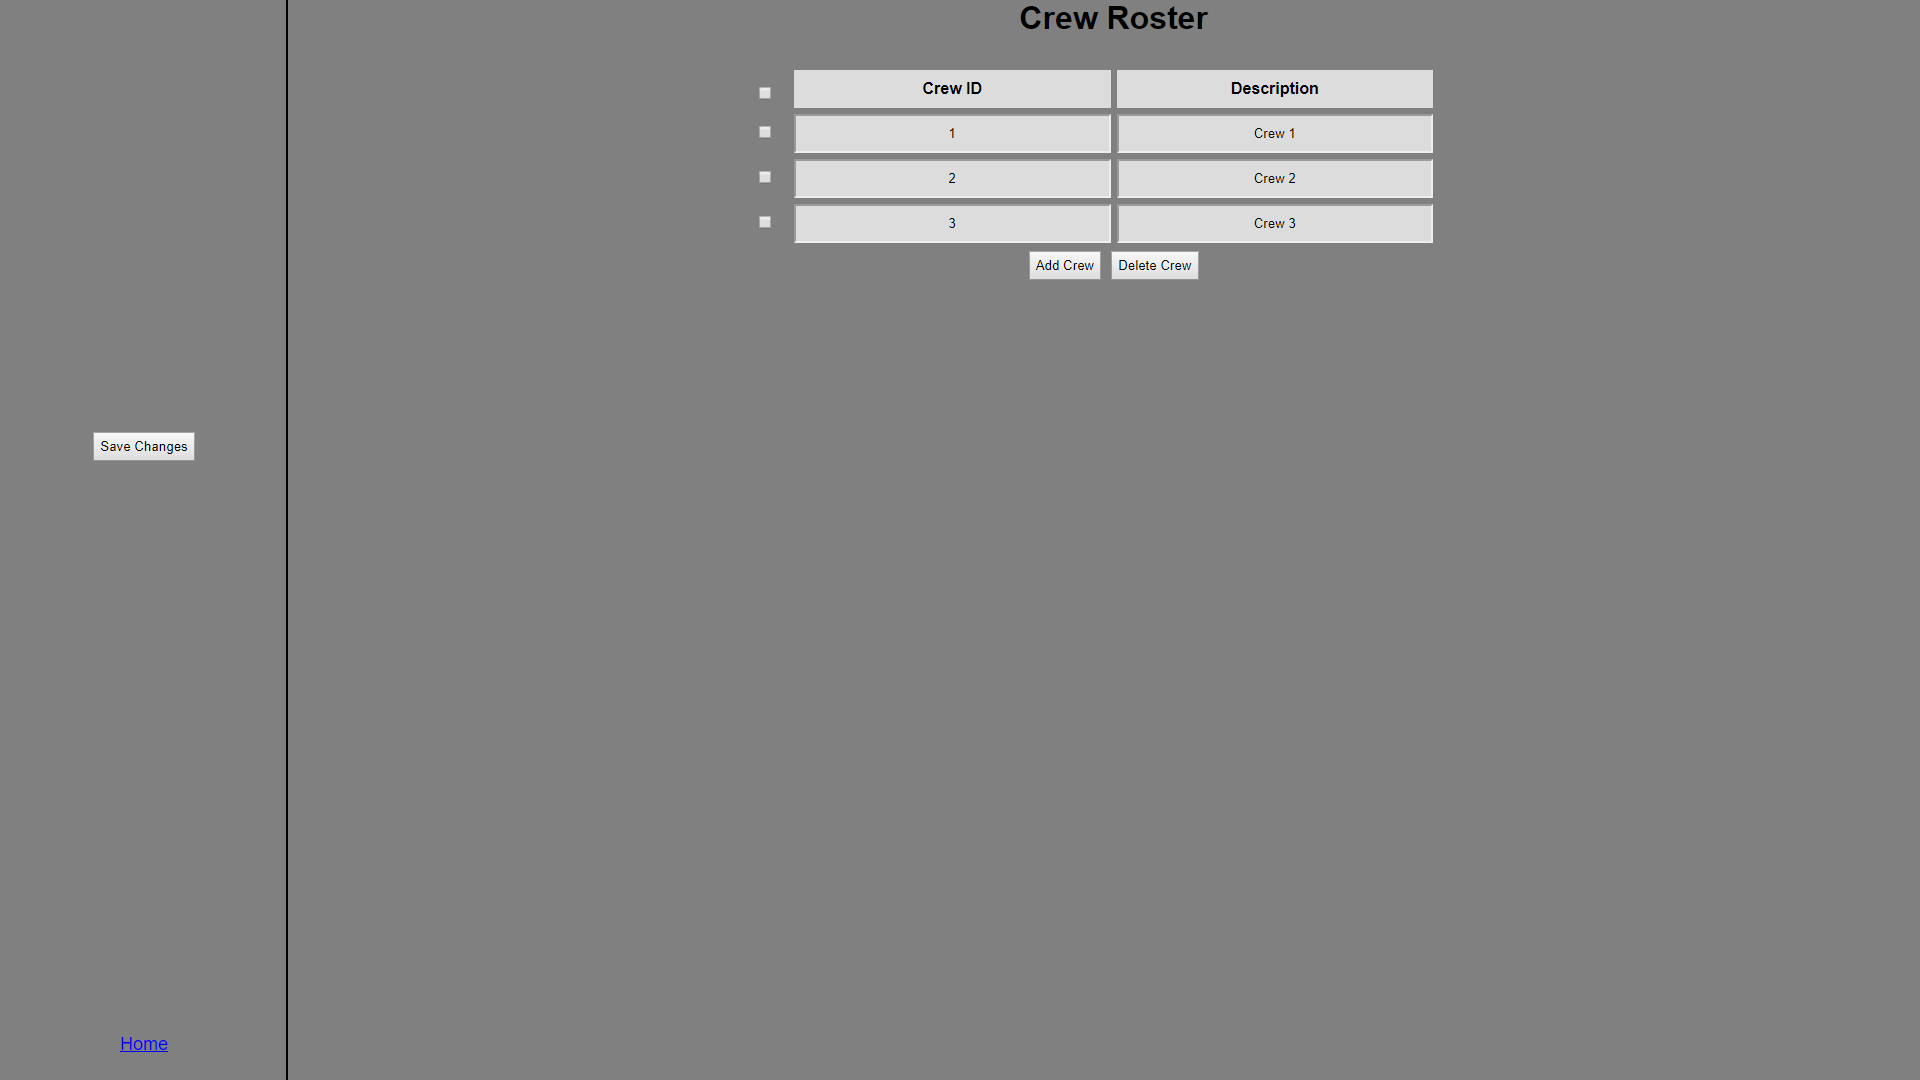 Crew Roster
Crew ID Description
1 Crew 1
2 Crew 2
3 Crew 3
Add Crew Delete Crew
Save Changes
Home